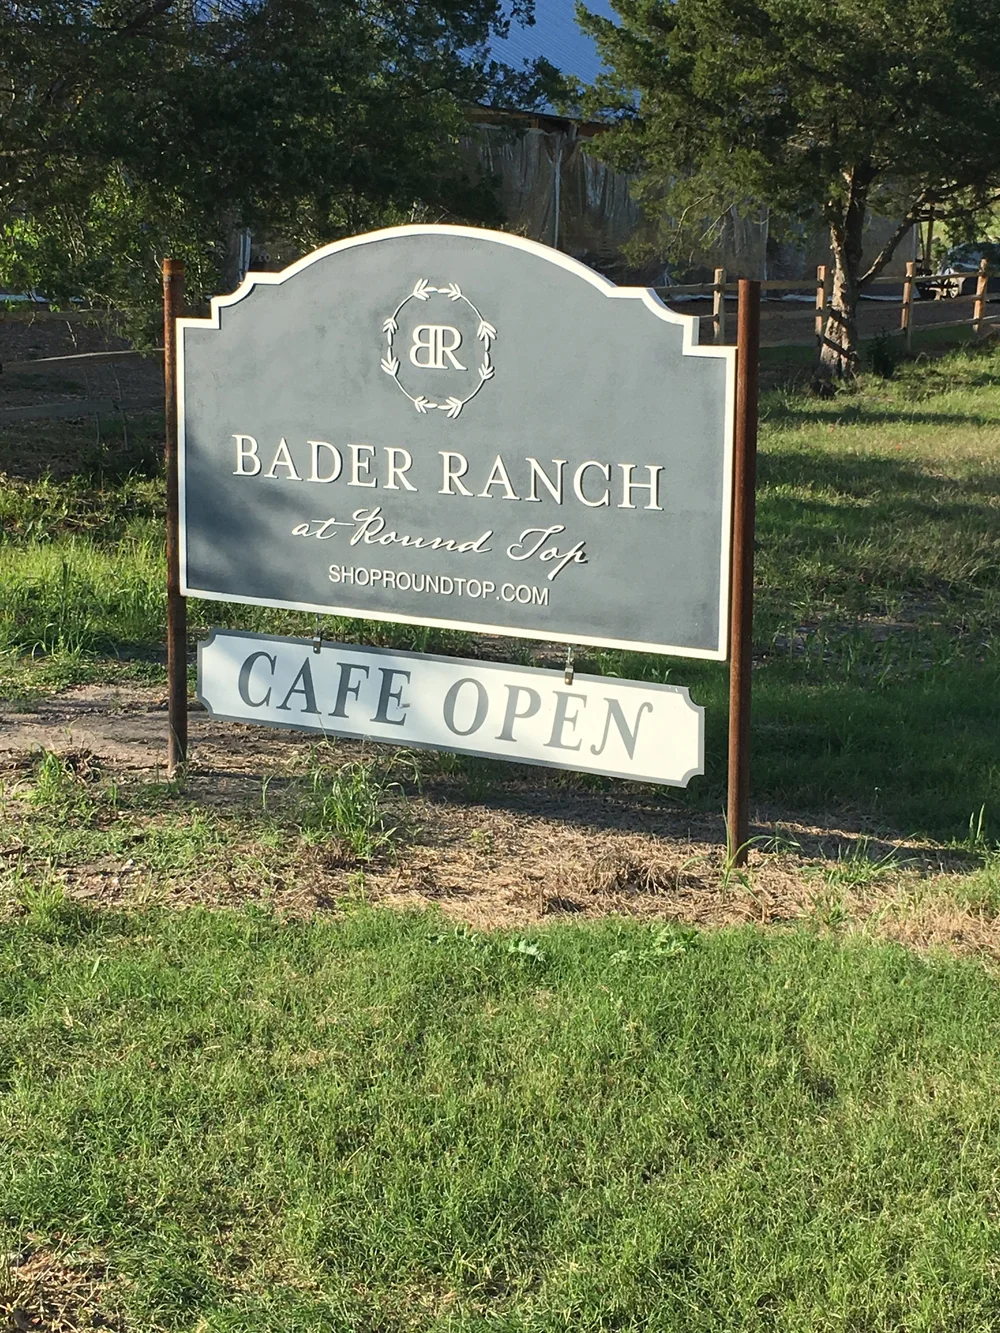 BR
BADER RANCH
at Round Top
SHOPROUNDTOP.COM
CAFE OPEN